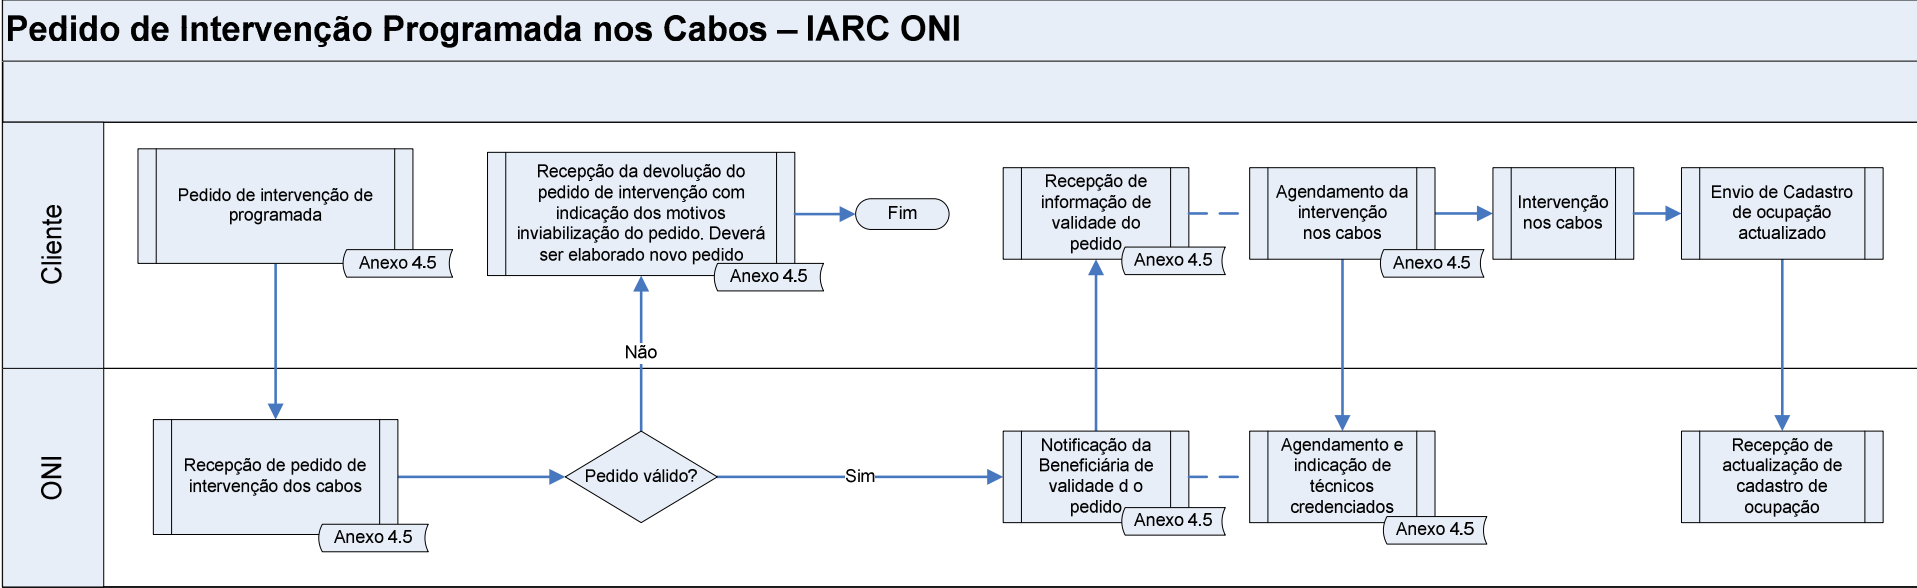 Pedido de Intervenção Programada nos Cabos – IARC ONI
Cliente
Pedido de intervenção de
programada
Anexo 4.5
Recepção da devolução do
pedido de intervenção com
indicação dos motivos
inviabilização do pedido. Deverá
ser elaborado novo pedido
Anexo 4.5
Fim
Recepção de
informação de
validade do
pedido
Anexo 4.5
Agendamento da
intervenção
nos cabos
Anexo 4.5
Intervenção
nos cabos
Envio de Cadastro
de ocupação
actualizado
Não
ONI
Recepção de pedido de
intervenção dos cabos
Anexo 4.5
Pedido válido?
Sim
Notificação da
Beneficiária de
validade d o
pedido
Anexo 4.5
Agendamento e
indicação de
técnicos
credenciados
Anexo 4.5
Recepção de
actualização de
cadastro de
ocupação